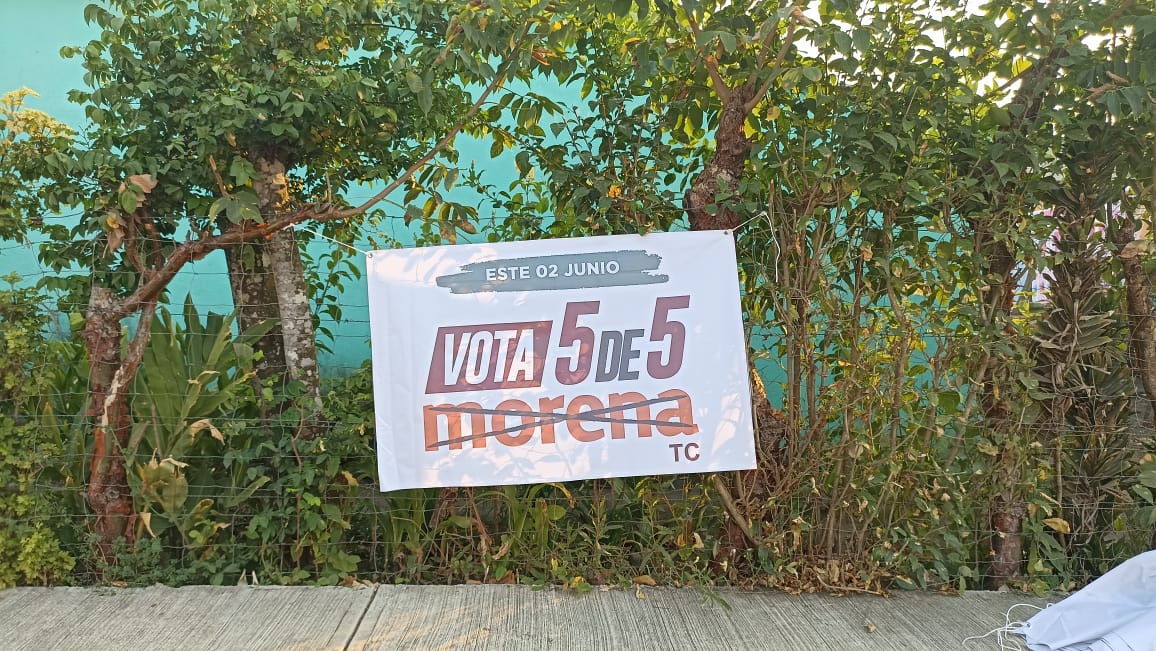 ESTE 02 JUNIO
VOTA 5 DE 5
morena
TC